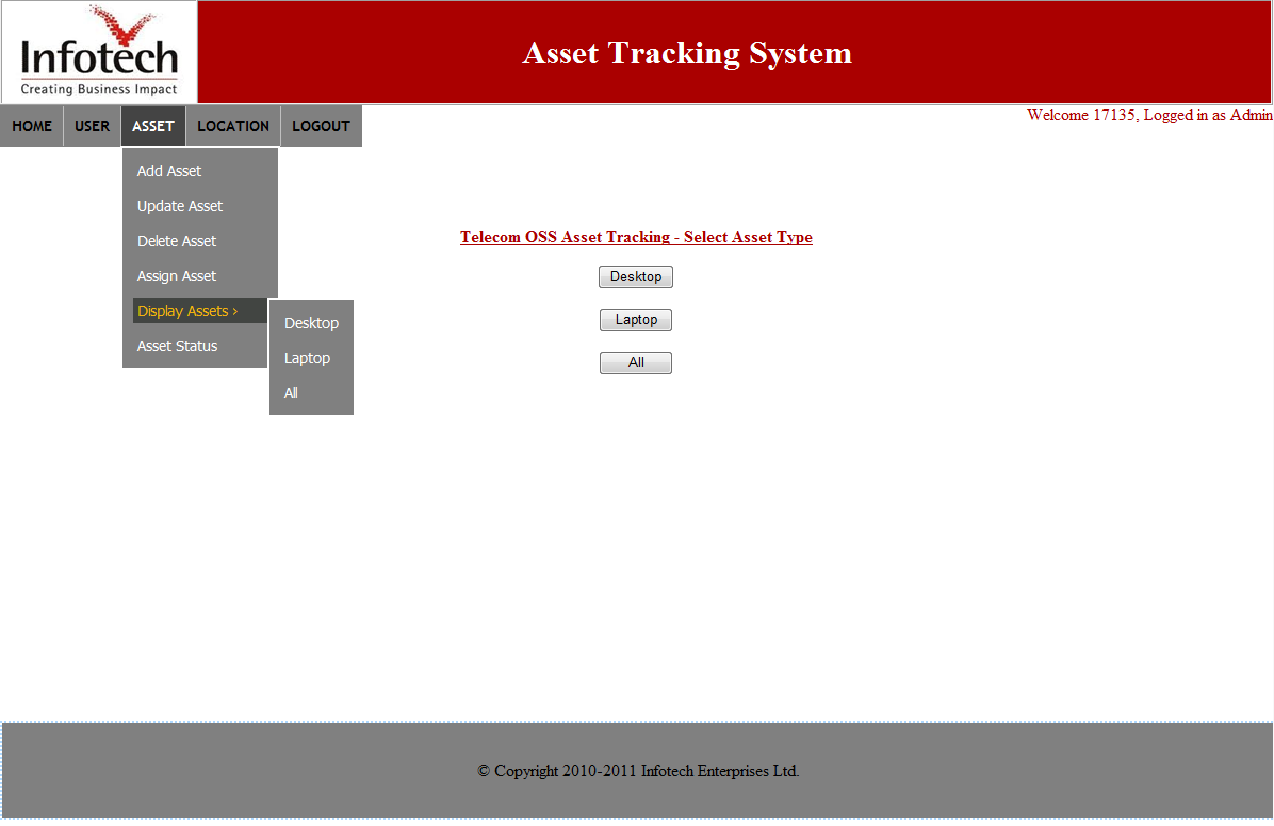 Infotech
Creating Business Impact
Asset Tracking System
HOME USER ASSET LOCATION LOGOUT
Welcome 17135, Logged in as Admin
Add Asset
Update Asset
Delete Asset
Assign Asset
Display Assets >
Asset Status
Desktop
Laptop
All
Telecom OSS Asset Tracking - Select Asset Type
Desktop
Laptop
All
© Copyright 2010-2011 Infotech Enterprises Ltd.